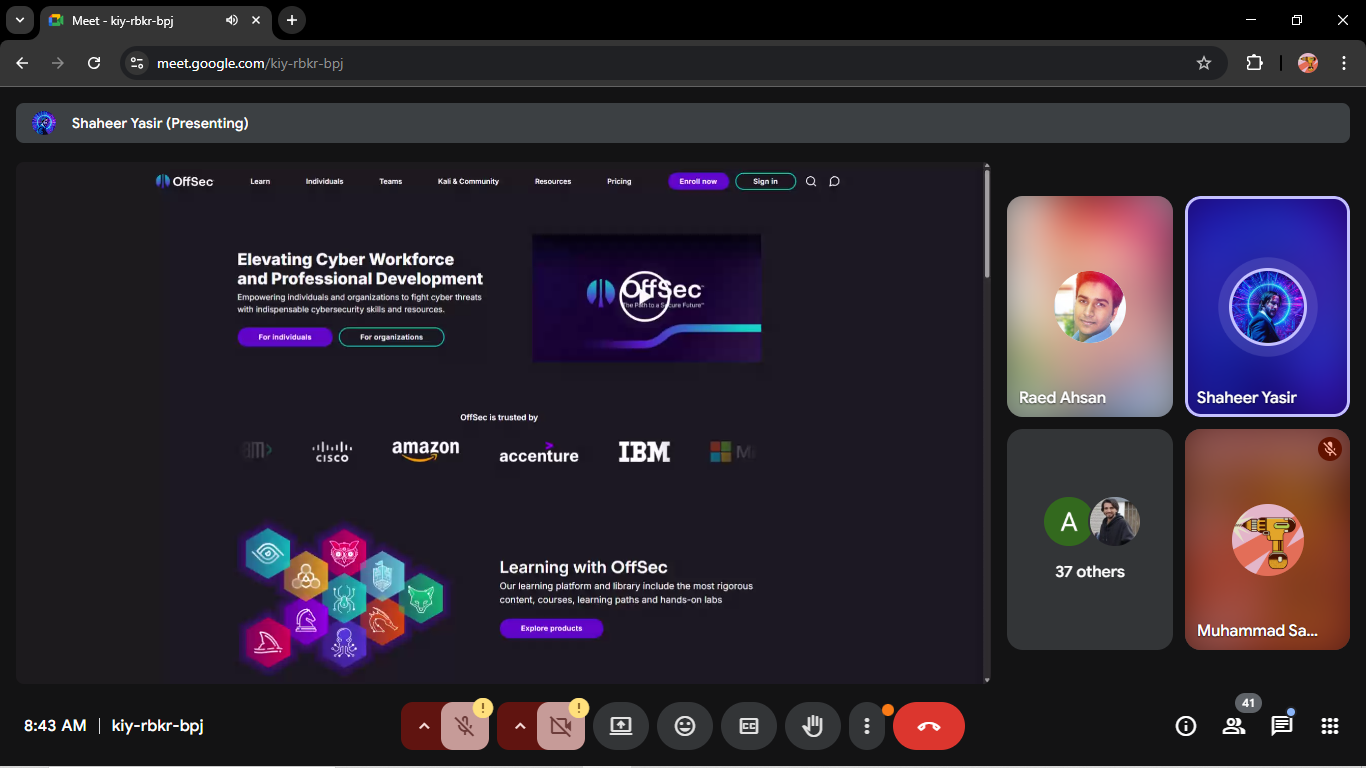 Meet - kiy-rbkr-bpj
meet.google.com/kiy-rbkr-bpj
Shaheer Yasir (Presenting)
OffSec
Learn
Individuals
Teams
Kali & Community
Resources
Pricing
Enroll now
Sign in
Elevating Cyber Workforce
and Professional Development
Empowering individuals and organizations to fight cyber threats
with indispensable cybersecurity skills and resources.
For individuals
For organizations
OffSec
The Path to a Secure Future™
OffSec is trusted by
CISCO
amazon
accenture
IBM
Learning with OffSec
Our learning platform and library include the most rigorous
content, courses, learning paths and hands-on labs
Explore products
Raed Ahsan
Shaheer Yasir
A
37 others
Muhammad Sa...
8:43 AM
kiy-rbkr-bpj
41